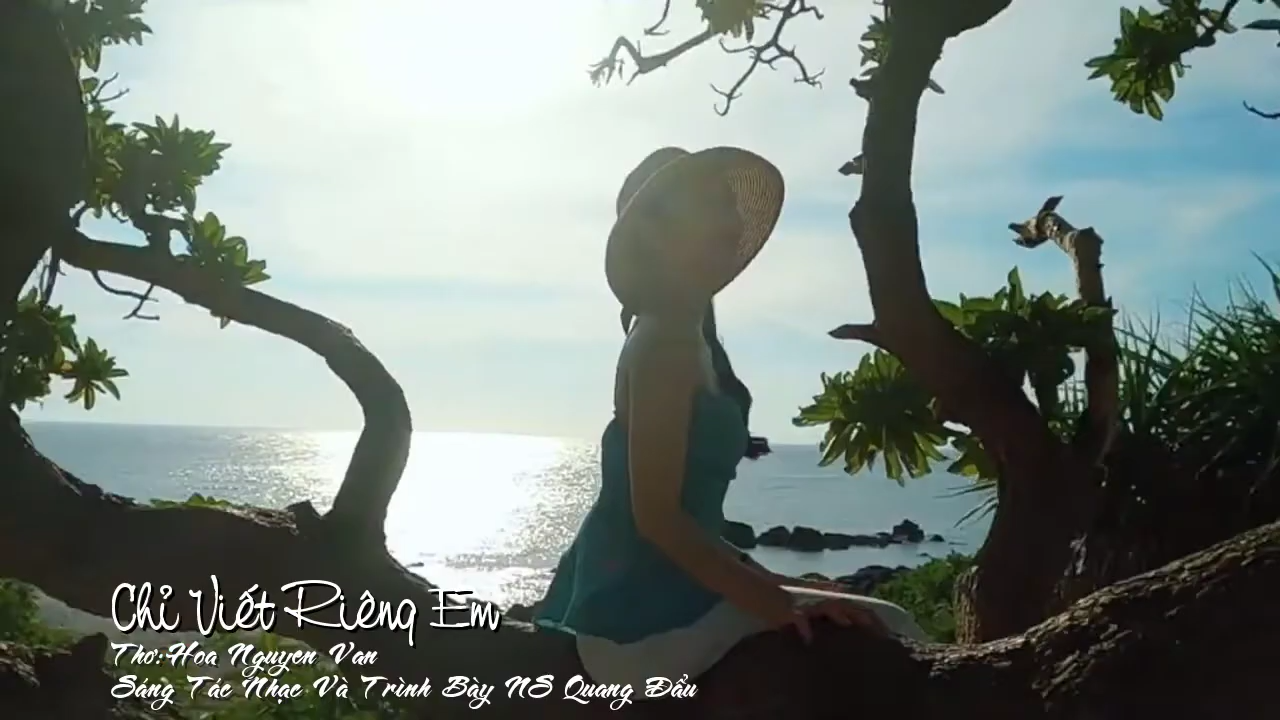 Chỉ Viết Riêng Em
Thơ: Hoa Nguyen Van
Sáng Tác Nhạc Và Trình Bày NS Quang Đẩu